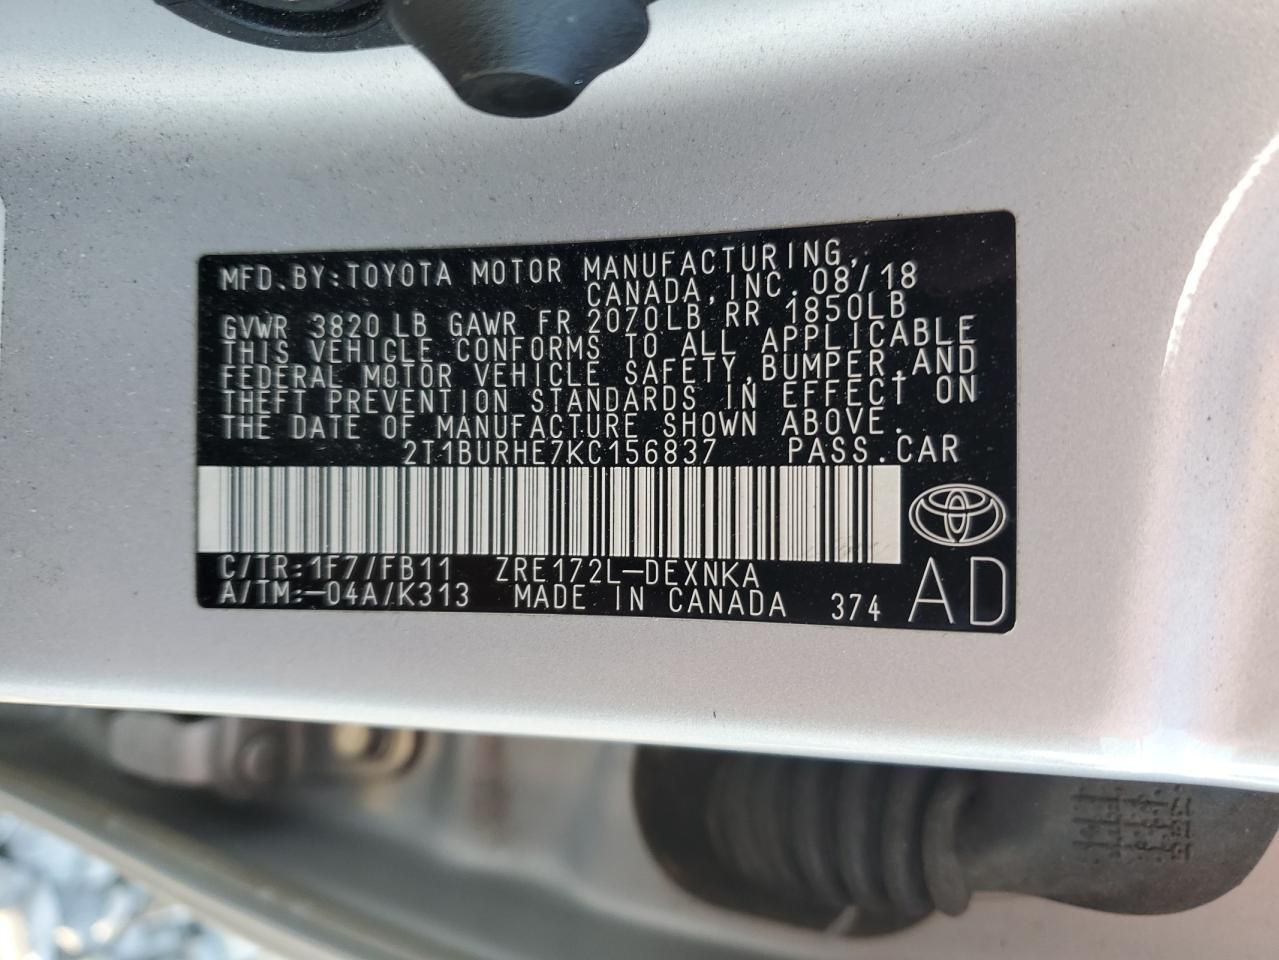 MFD.BY:TOYOTA MOTOR MANUFACTURING,
CANADA,INC.08/18
GVWR 3820 LB GAWR FR 2070LB RR 1850LB
THIS VEHICLE CONFORMS TO ALL APPLICABLE
FEDERAL MOTOR VEHICLE SAFETY,BUMPER,AND
THEFT PREVENTION STANDARDS IN EFFECT ON
THE DATE OF MANUFACTURE SHOWN ABOVE.
2T1BURHE7KC156837 PASS.CAR
C/TR:1F7/FB11 ZRE172L-DEXNKA
A/TM:-04A/K313 MADE IN CANADA 374 AD